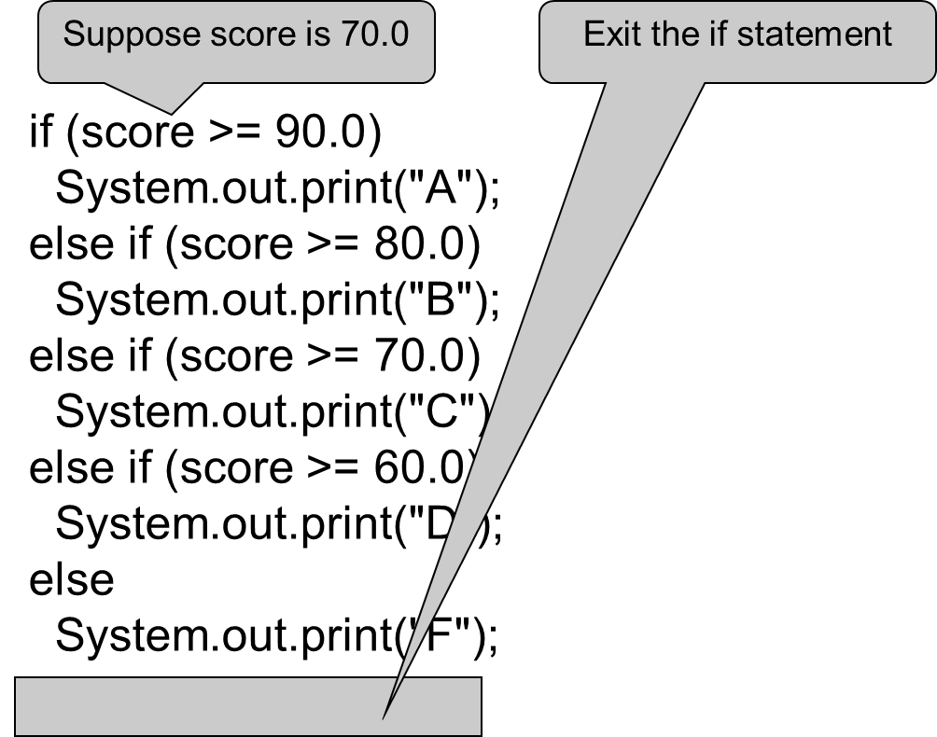 Suppose score is 70.0
Exit the if statement
if (score >= 90.0)
System.out.print("A");
else if (score >= 80.0)
System.out.print("B");
else if (score >= 70.0)
System.out.print("C")
else if (score >= 60.0)
System.out.print("D");
else
System.out.print("F");